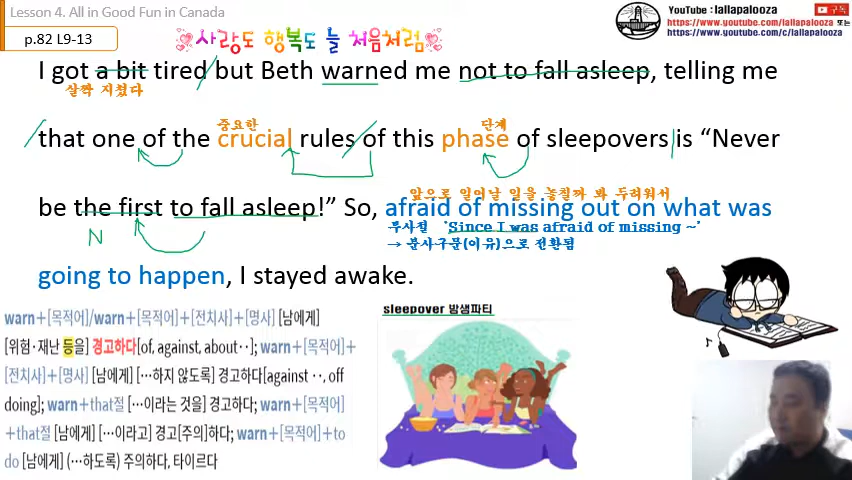 Lesson 4. All in Good Fun in Canada
p.82 L9-13
사랑도 행복도 늘 처음처럼
YouTube : lallapalooza 구독
https://www.youtube.com/lallapalooza 또는
https://www.youtube.com/c/lallapalooza
I got a bit tired but Beth warned me not to fall asleep, telling me
살짝 지쳤다
중요한 단계
that one of the crucial rules of this phase of sleepovers is “Never
앞으로 일어날 일을 놓칠까 봐 두려워서
be the first to fall asleep!” So, afraid of missing out on what was
N
부사절 ‘Since I was afraid of missing ~’
→ 분사구문(이유)으로 전환됨
going to happen, I stayed awake.
warn+[목적어]/warn+[목적어]+[전치사]+[명사] [남에게]
[위험·재난 등을] 경고하다[of, against, about‥]; warn+[목적어]+
[전치사]+[명사] [남에게] […하지 않도록] 경고하다[against ‥, off
doing]; warn+that절 […이라는 것을] 경고하다; warn+[목적어]
+that절 [남에게] […이라고] 경고[주의]하다; warn+[목적어]+to
do [남에게] (…하도록) 주의하다, 타이르다
sleepover 밤샘파티